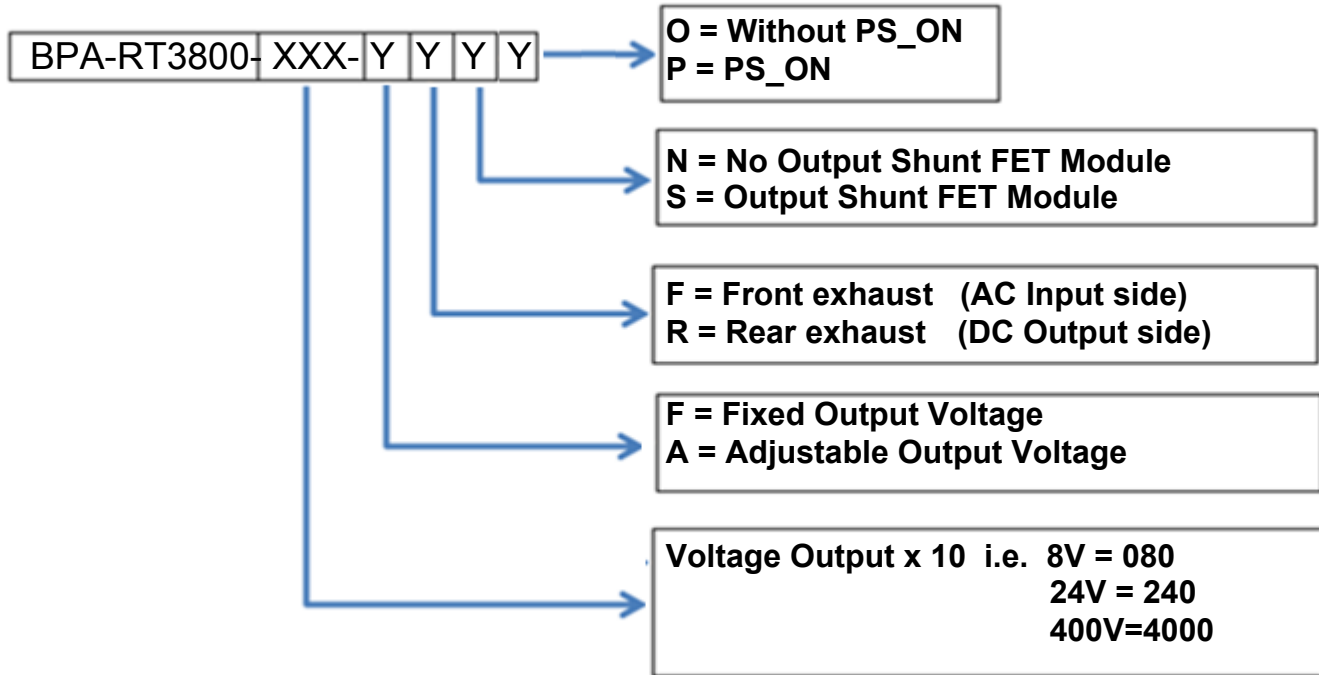 BPA-RT3800- XXX- Y Y Y Y
O = Without PS_ON
P = PS_ON
N = No Output Shunt FET Module
S = Output Shunt FET Module
F = Front exhaust (AC Input side)
R = Rear exhaust (DC Output side)
F = Fixed Output Voltage
A = Adjustable Output Voltage
Voltage Output x 10 i.e. 8V = 080
24V = 240
400V=4000